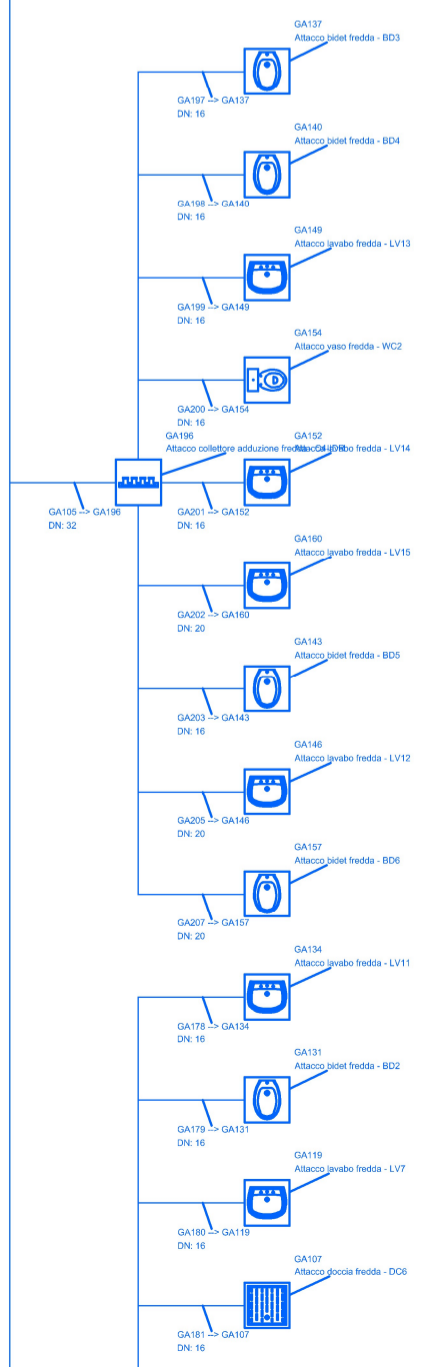 GA137
Attacco bidet fredda - BD3
GA197 --> GA137
DN: 16
GA140
Attacco bidet fredda - BD4
GA198 --> GA140
DN: 16
GA149
Attacco lavabo fredda - LV13
GA199 --> GA149
DN: 16
GA154
Attacco vaso fredda - WC2
GA200 --> GA154
DN: 16
GA196
Attacco collettore adduzione fredda
GA152
lavabo fredda - LV14
GA105 --> GA196
DN: 32
GA201 --> GA152
DN: 16
GA160
Attacco lavabo fredda - LV15
GA202 --> GA160
DN: 20
GA143
Attacco bidet fredda - BD5
GA203 --> GA143
DN: 16
GA146
Attacco lavabo fredda - LV12
GA205 --> GA146
DN: 20
GA157
Attacco bidet fredda - BD6
GA207 --> GA157
DN: 20
GA134
Attacco lavabo fredda - LV11
GA178 --> GA134
DN: 16
GA131
Attacco bidet fredda - BD2
GA179 --> GA131
DN: 16
GA119
Attacco lavabo fredda - LV7
GA180 --> GA119
DN: 16
GA107
Attacco doccia fredda - DC6
GA181 --> GA107
DN: 16